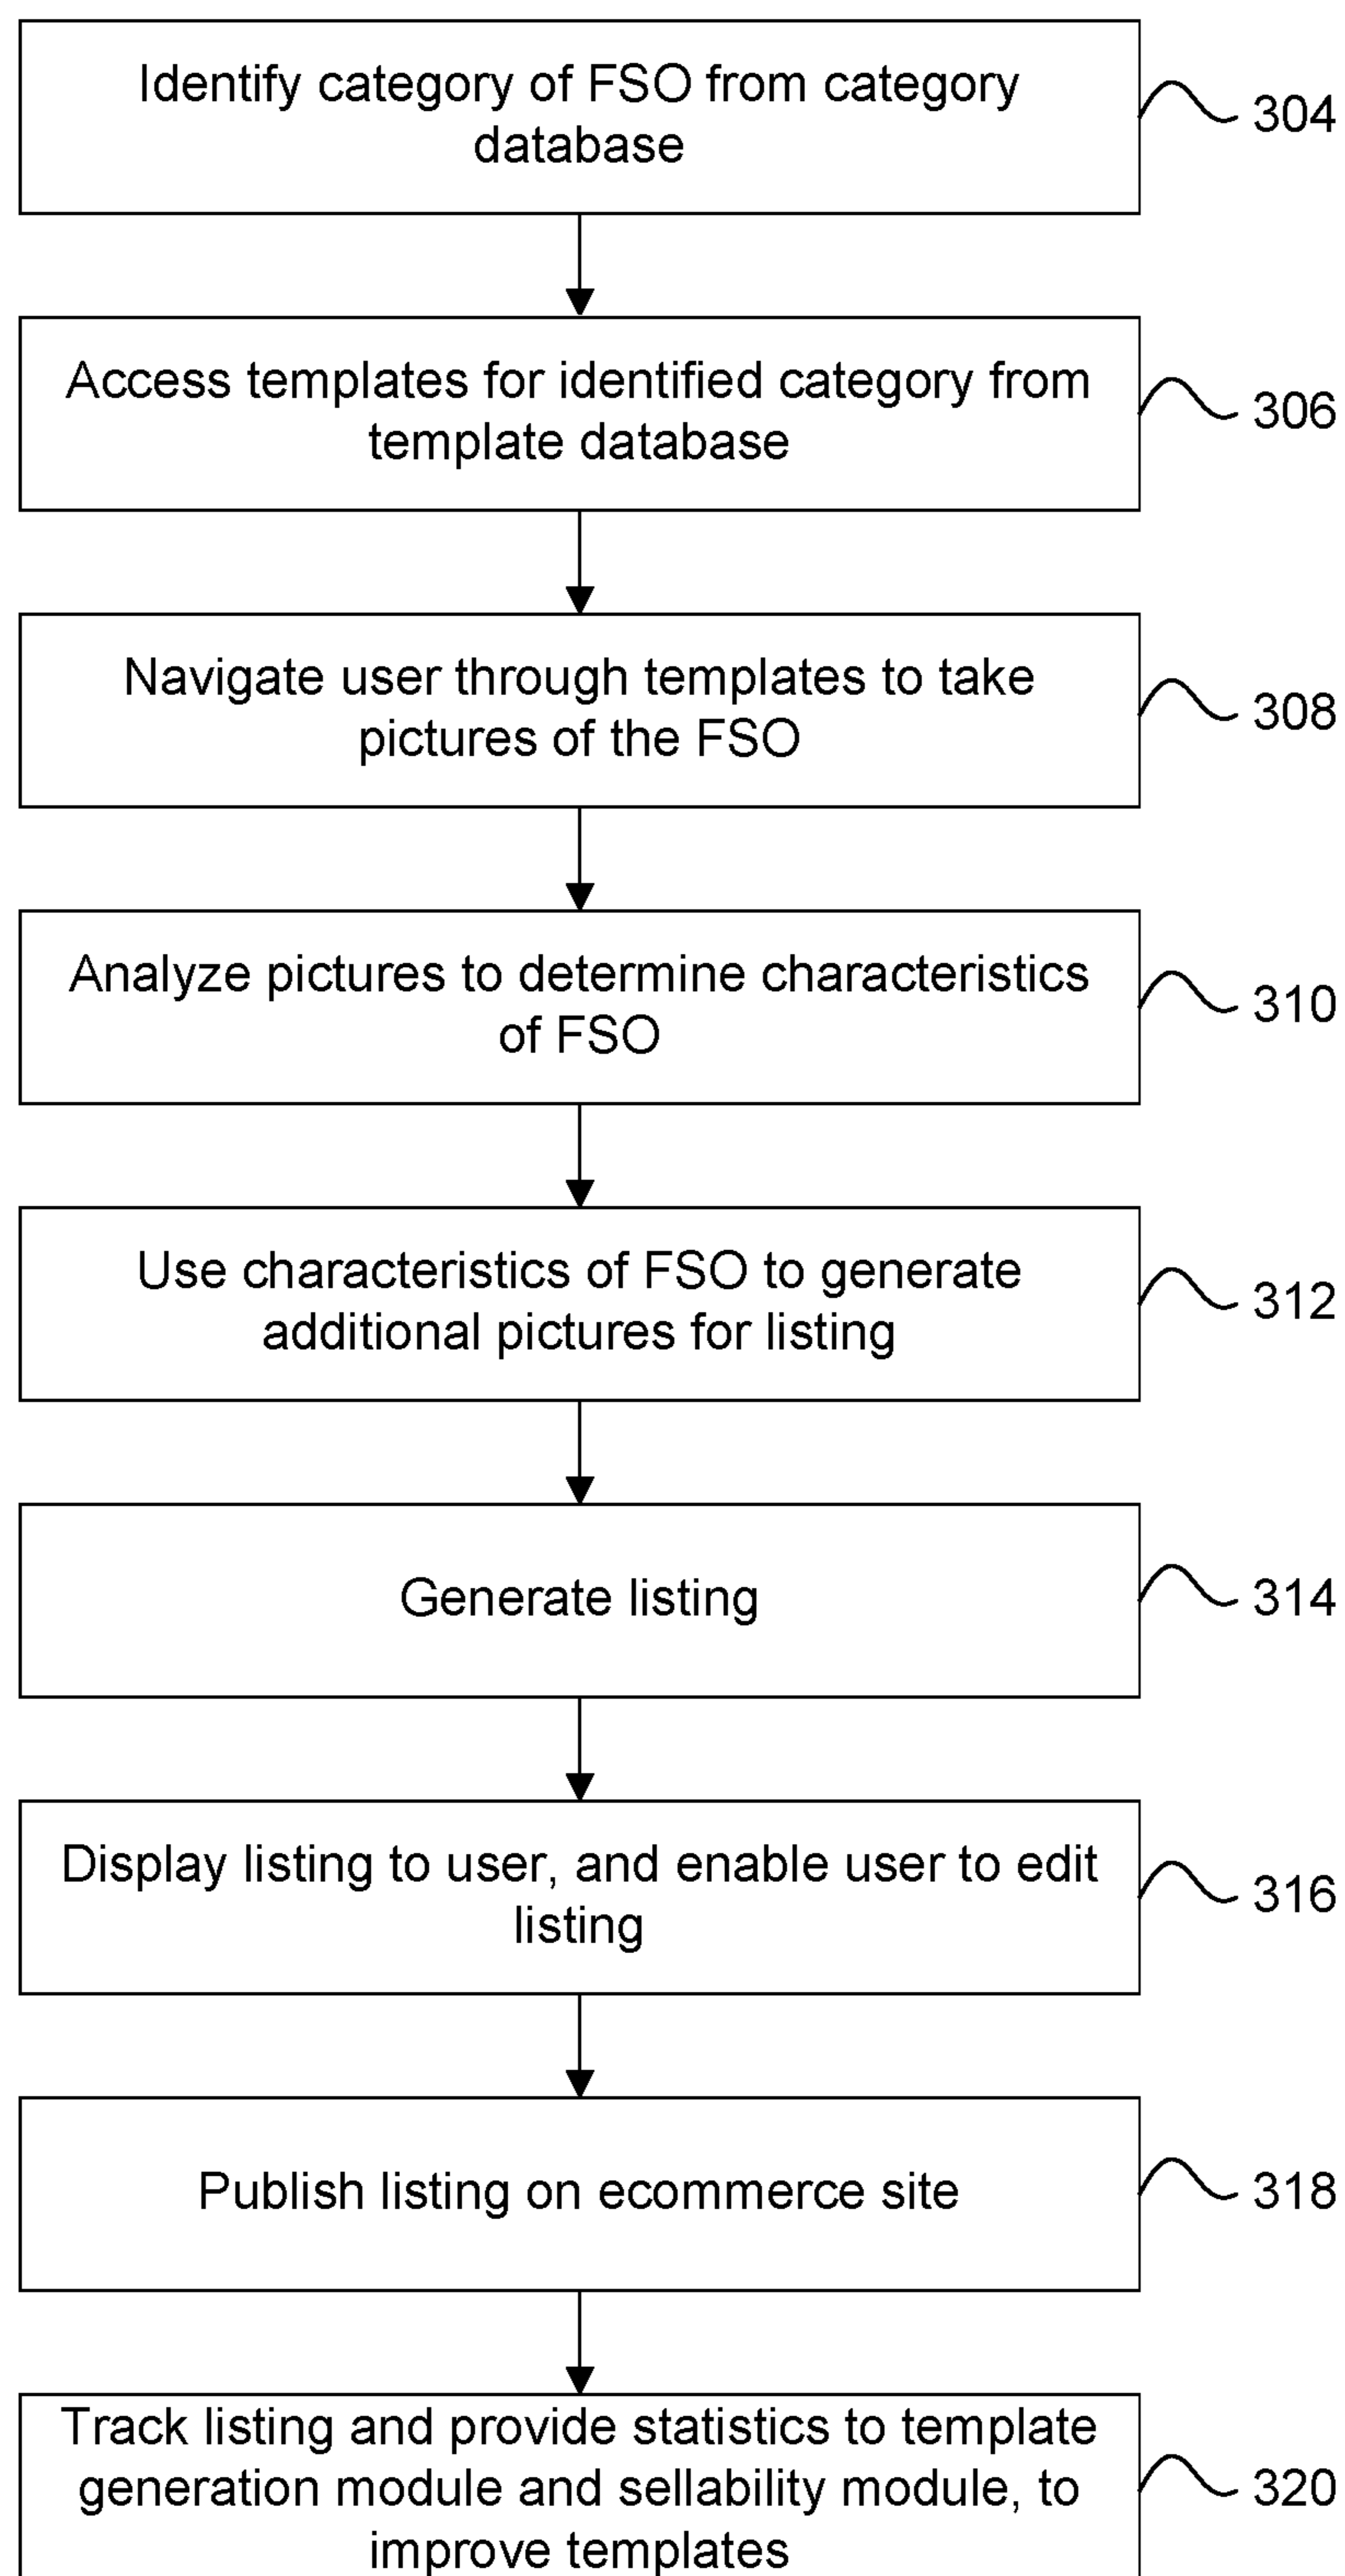 Identify category of FSO from category
database
304
Access templates for identified category from
template database
306
Navigate user through templates to take
pictures of the FSO
308
Analyze pictures to determine characteristics
of FSO
310
Use characteristics of FSO to generate
additional pictures for listing
312
Generate listing
314
Display listing to user, and enable user to edit
listing
316
Publish listing on ecommerce site
318
Track listing and provide statistics to template
generation module and sellability module, to
improve templates
320